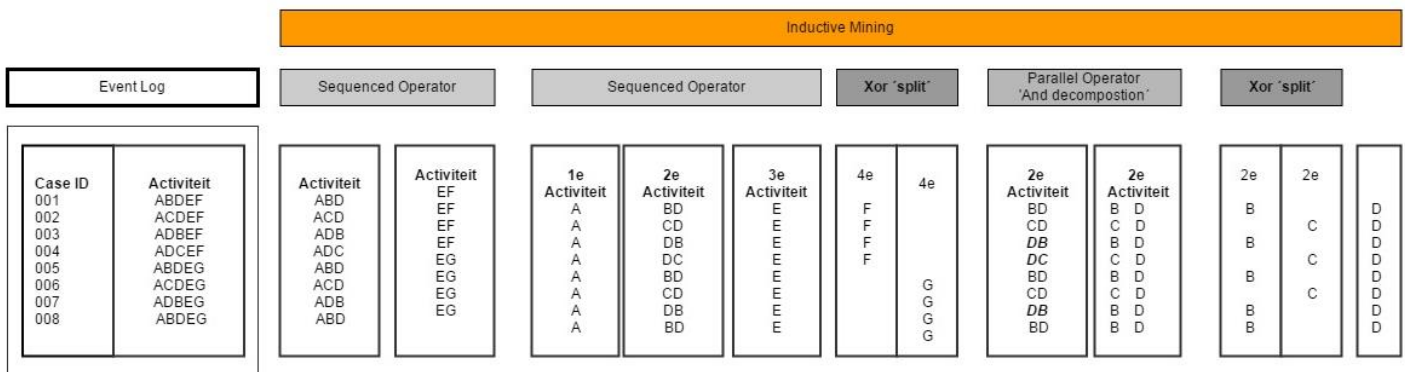 Inductive Mining
Event Log
Sequenced Operator
Sequenced Operator
Xor ´split´
Parallel Operator
'And decompostion´
Xor ´split´
Case ID
001
002
003
004
005
006
007
008
Activiteit
ABDEF
ACDEF
ADBEF
ADCEF
ABDEG
ACDEG
ADBEG
ABDEG
Activiteit
ABD
ACD
ADB
ADC
ABD
ACD
ADB
ABD
Activiteit
EF
EF
EF
EF
EG
EG
EG
EG
1e
Activiteit
A
A
A
A
A
A
A
A
2e
Activiteit
BD
CD
DB
DC
BD
CD
DB
BD
3e
Activiteit
E
E
E
E
E
E
E
E
4e
F
F
F
F
4e
G
G
G
G
2e
Activiteit
BD
CD
DB
DC
BD
CD
DB
BD
2e
Activiteit
B D
C D
B D
C D
B D
C D
B D
B D
2e
B
B
B
B
B
2e
C
C
C
D
D
D
D
D
D
D
D